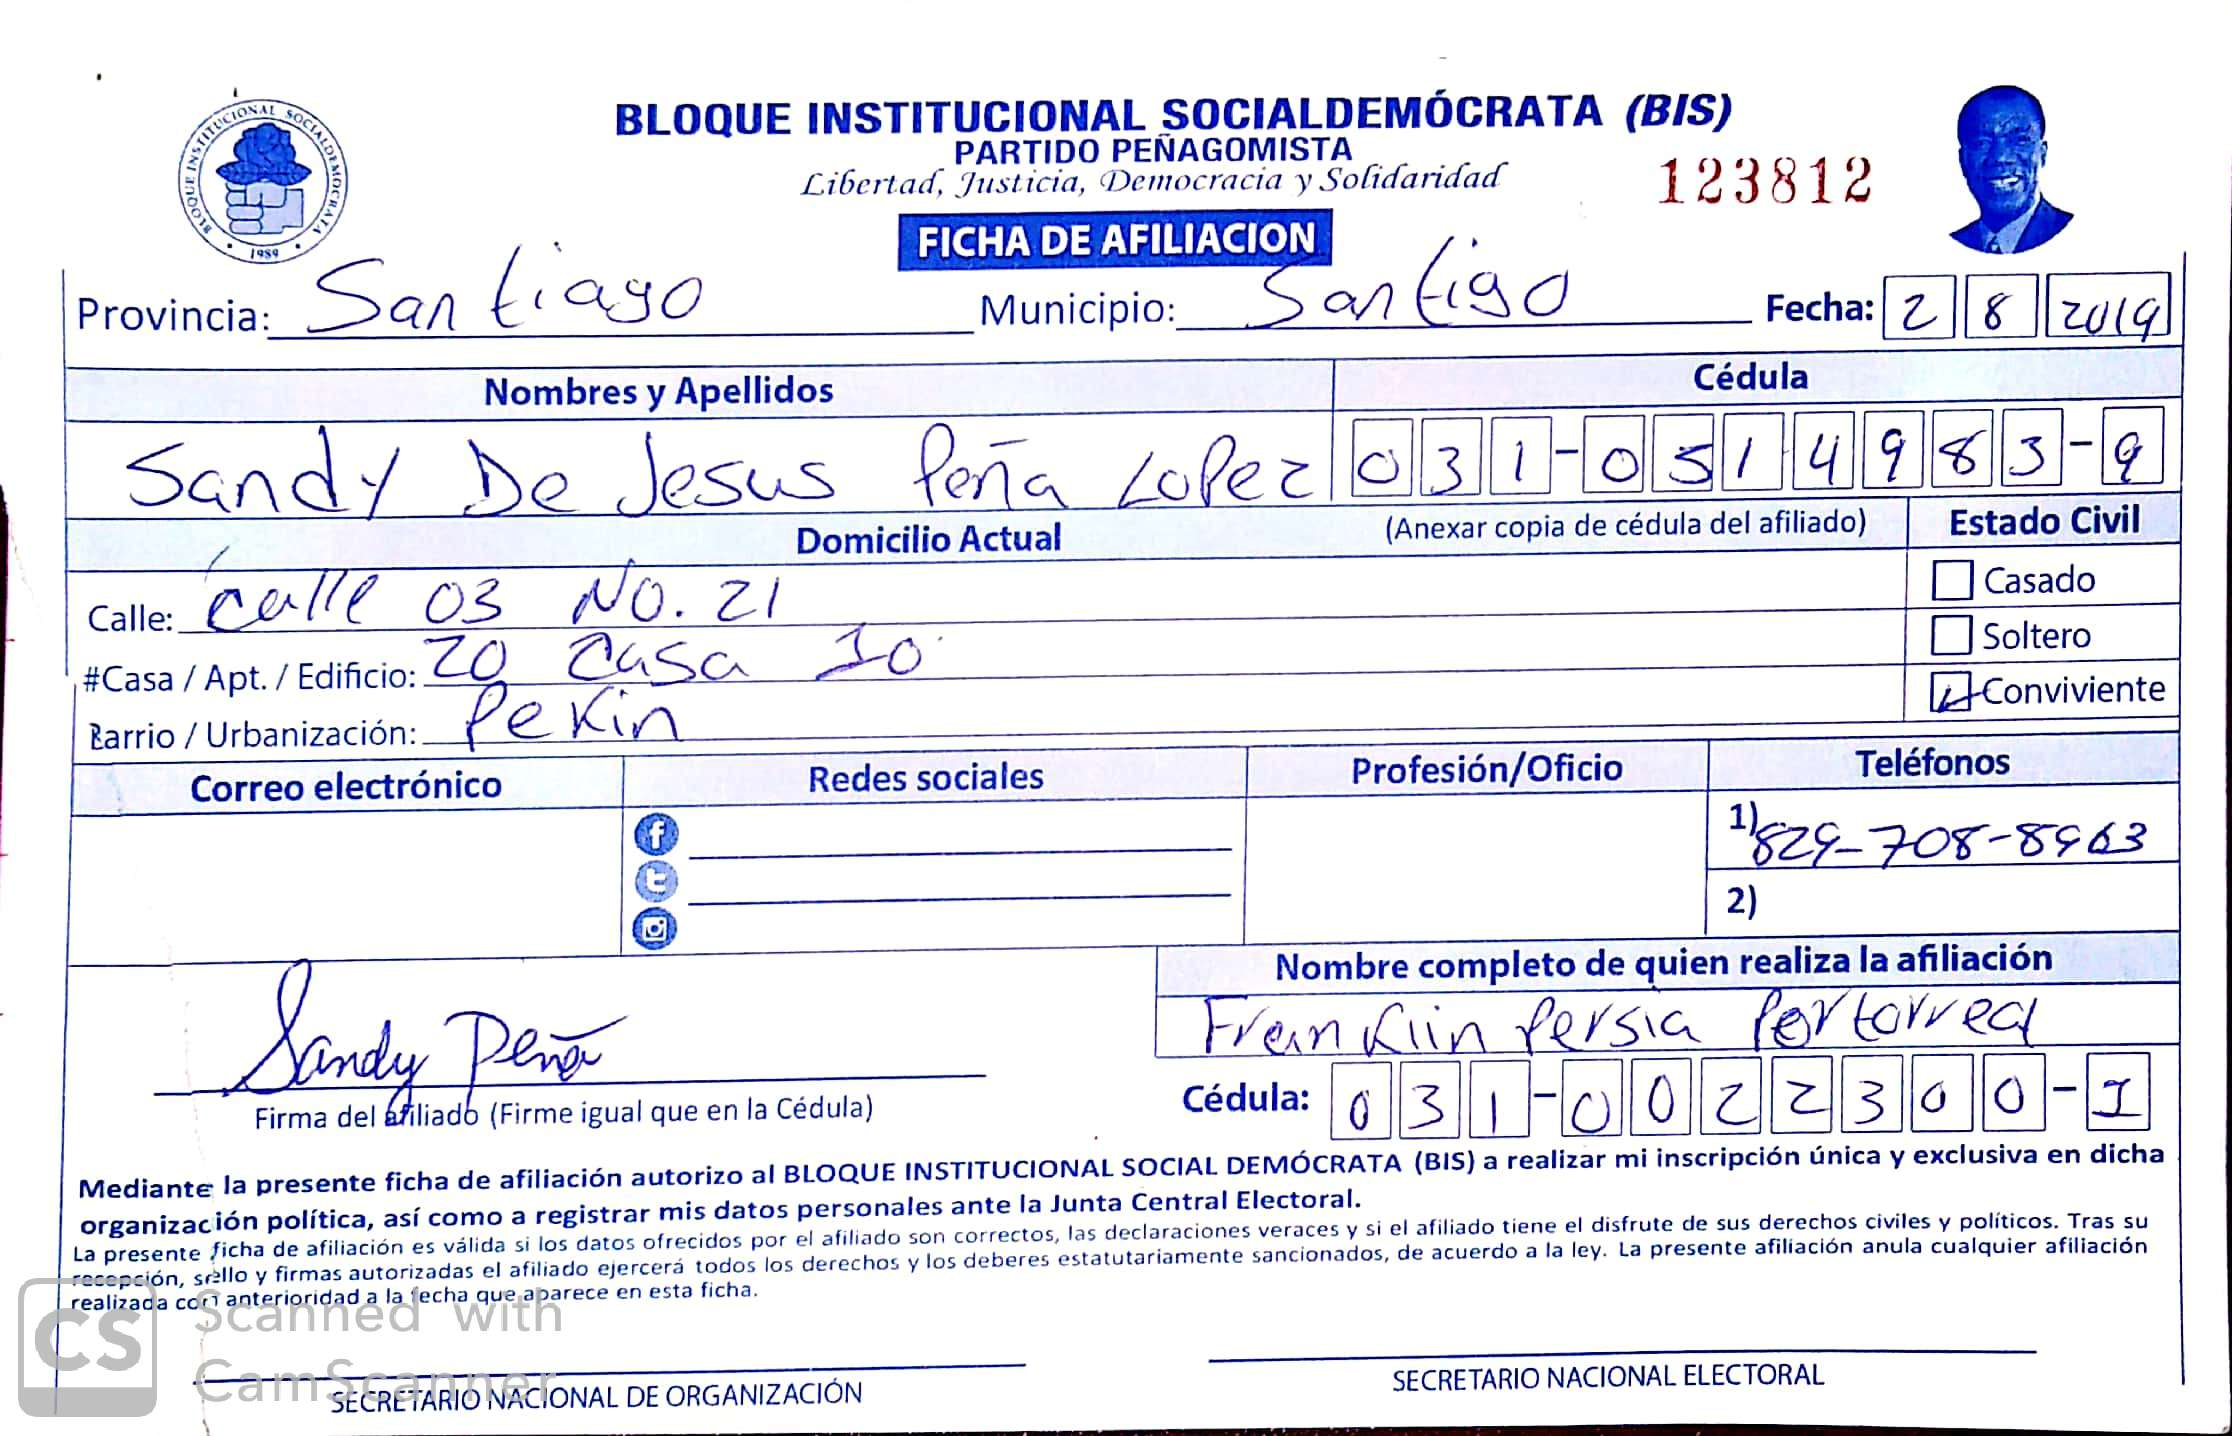 BLOQUE INSTITUCIONAL SOCIALDEMÓCRATA (BIS)
PARTIDO PEÑAGOMISTA
Libertad, Justicia, Democracia y Solidaridad
123812
BLOQUE INSTITUCIONAL SOCIALDEMOCRATA
1989
FICHA DE AFILIACION
Provincia: Santiago Municipio: Santigo Fecha: 2 8 2019
Nombres y Apellidos Cédula
Sandy De Jesus Peña Lopez 031-0514983-9
Domicilio Actual (Anexar copia de cédula del afiliado) Estado Civil
Calle: Calle 03 No. 21 Casado
#Casa / Apt. / Edificio: 20 Casa 10 Soltero
Barrio / Urbanización: Pekin Conviviente
Correo electrónico Redes sociales Profesión/Oficio Teléfonos
1) 829-708-8963
2)
Nombre completo de quien realiza la afiliación
Franklin Persia Portorreal
Sandy Peña
Firma del afiliado (Firme igual que en la Cédula) Cédula: 031-0022300-1
Mediante la presente ficha de afiliación autorizo al BLOQUE INSTITUCIONAL SOCIAL DEMÓCRATA (BIS) a realizar mi inscripción única y exclusiva en dicha
organización política, así como a registrar mis datos personales ante la Junta Central Electoral.
La presente ficha de afiliación es válida si los datos ofrecidos por el afiliado son correctos, las declaraciones veraces y si el afiliado tiene el disfrute de sus derechos civiles y políticos. Tras su
recepción, sello y firmas autorizadas el afiliado ejercerá todos los derechos y los deberes estatutariamente sancionados, de acuerdo a la ley. La presente afiliación anula cualquier afiliación
realizada con anterioridad a la fecha que aparece en esta ficha.
CS Scanned with
CamScanner
SECRETARIO NACIONAL DE ORGANIZACIÓN SECRETARIO NACIONAL ELECTORAL